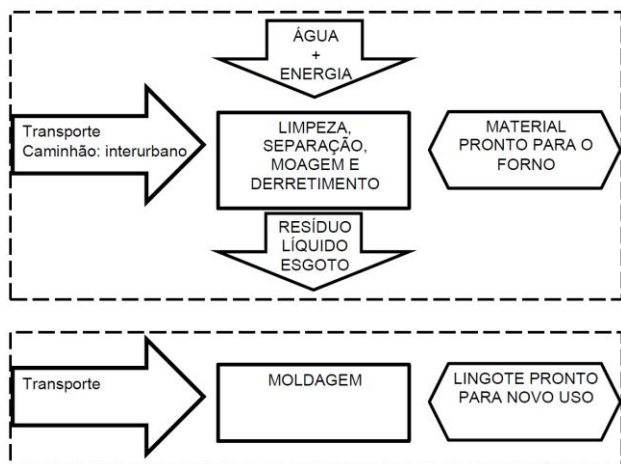 ÁGUA
+
ENERGIA
Transporte
Caminhão: interurbano
LIMPEZA,
SEPARAÇÃO,
MOAGEM E
DERRETIMENTO
MATERIAL
PRONTO PARA O
FORNO
RESÍDUO
LÍQUIDO
ESGOTO
Transporte
MOLDAGEM
LINGOTE PRONTO
PARA NOVO USO